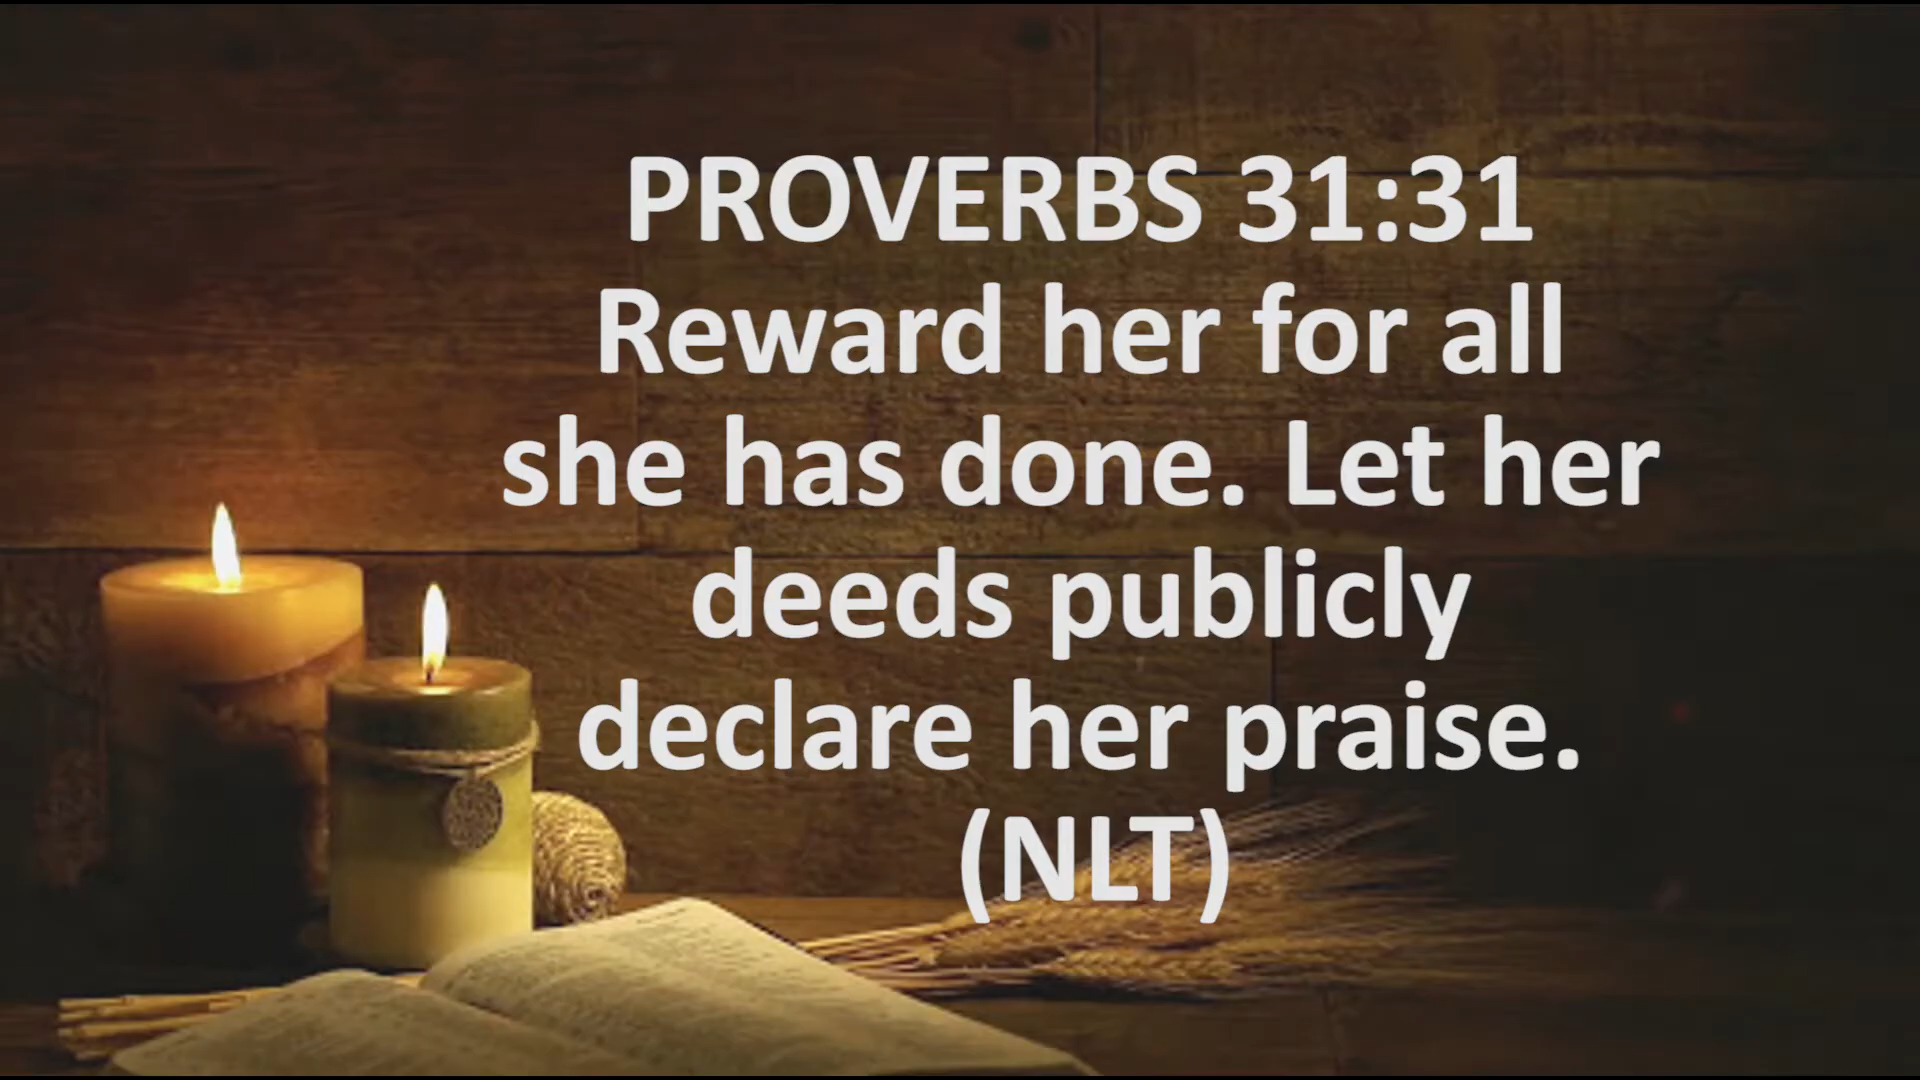 PROVERBS 31:31
Reward her for all
she has done. Let her
deeds publicly
declare her praise.
(NLT)